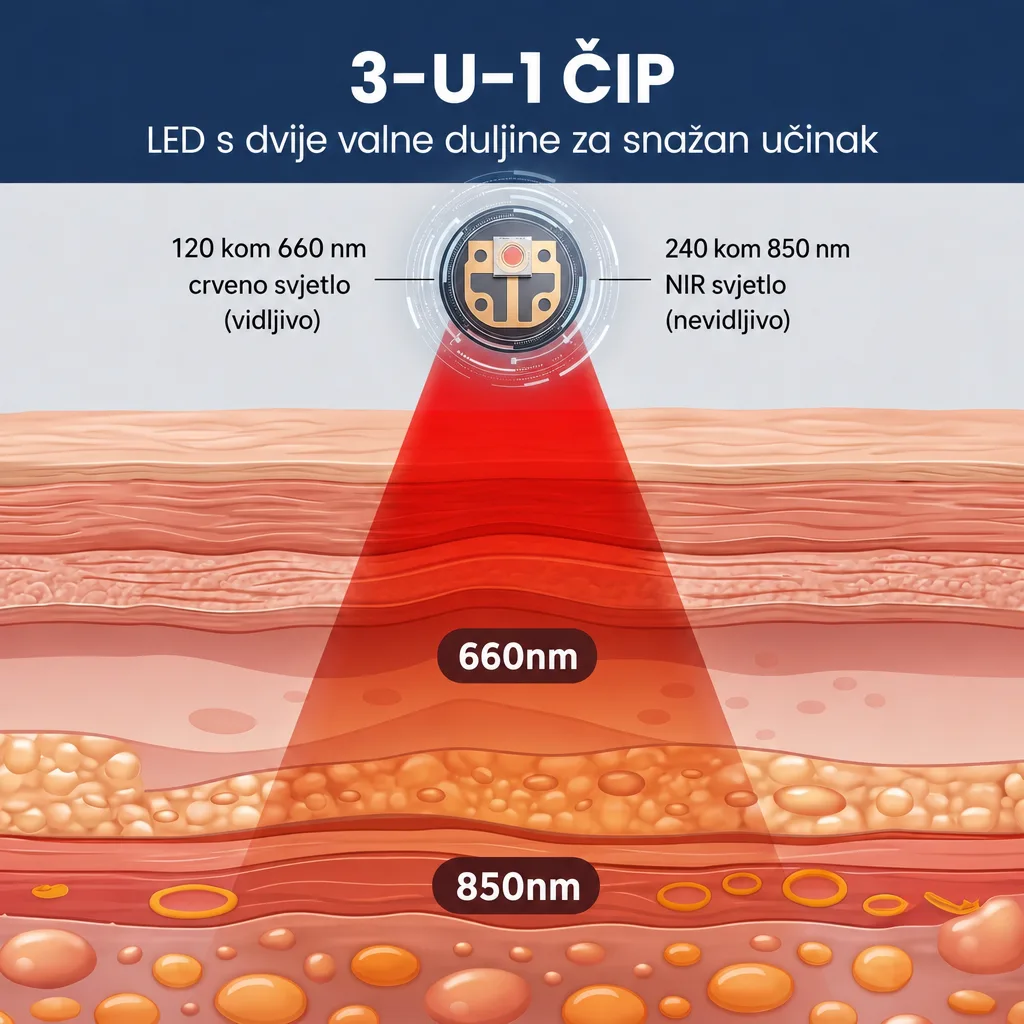 3-U-1 ČIP
LED s dvije valne duljine za snažan učinak
120 kom 660 nm
crveno svjetlo
(vidljivo)
240 kom 850 nm
NIR svjetlo
(nevidljivo)
660nm
850nm